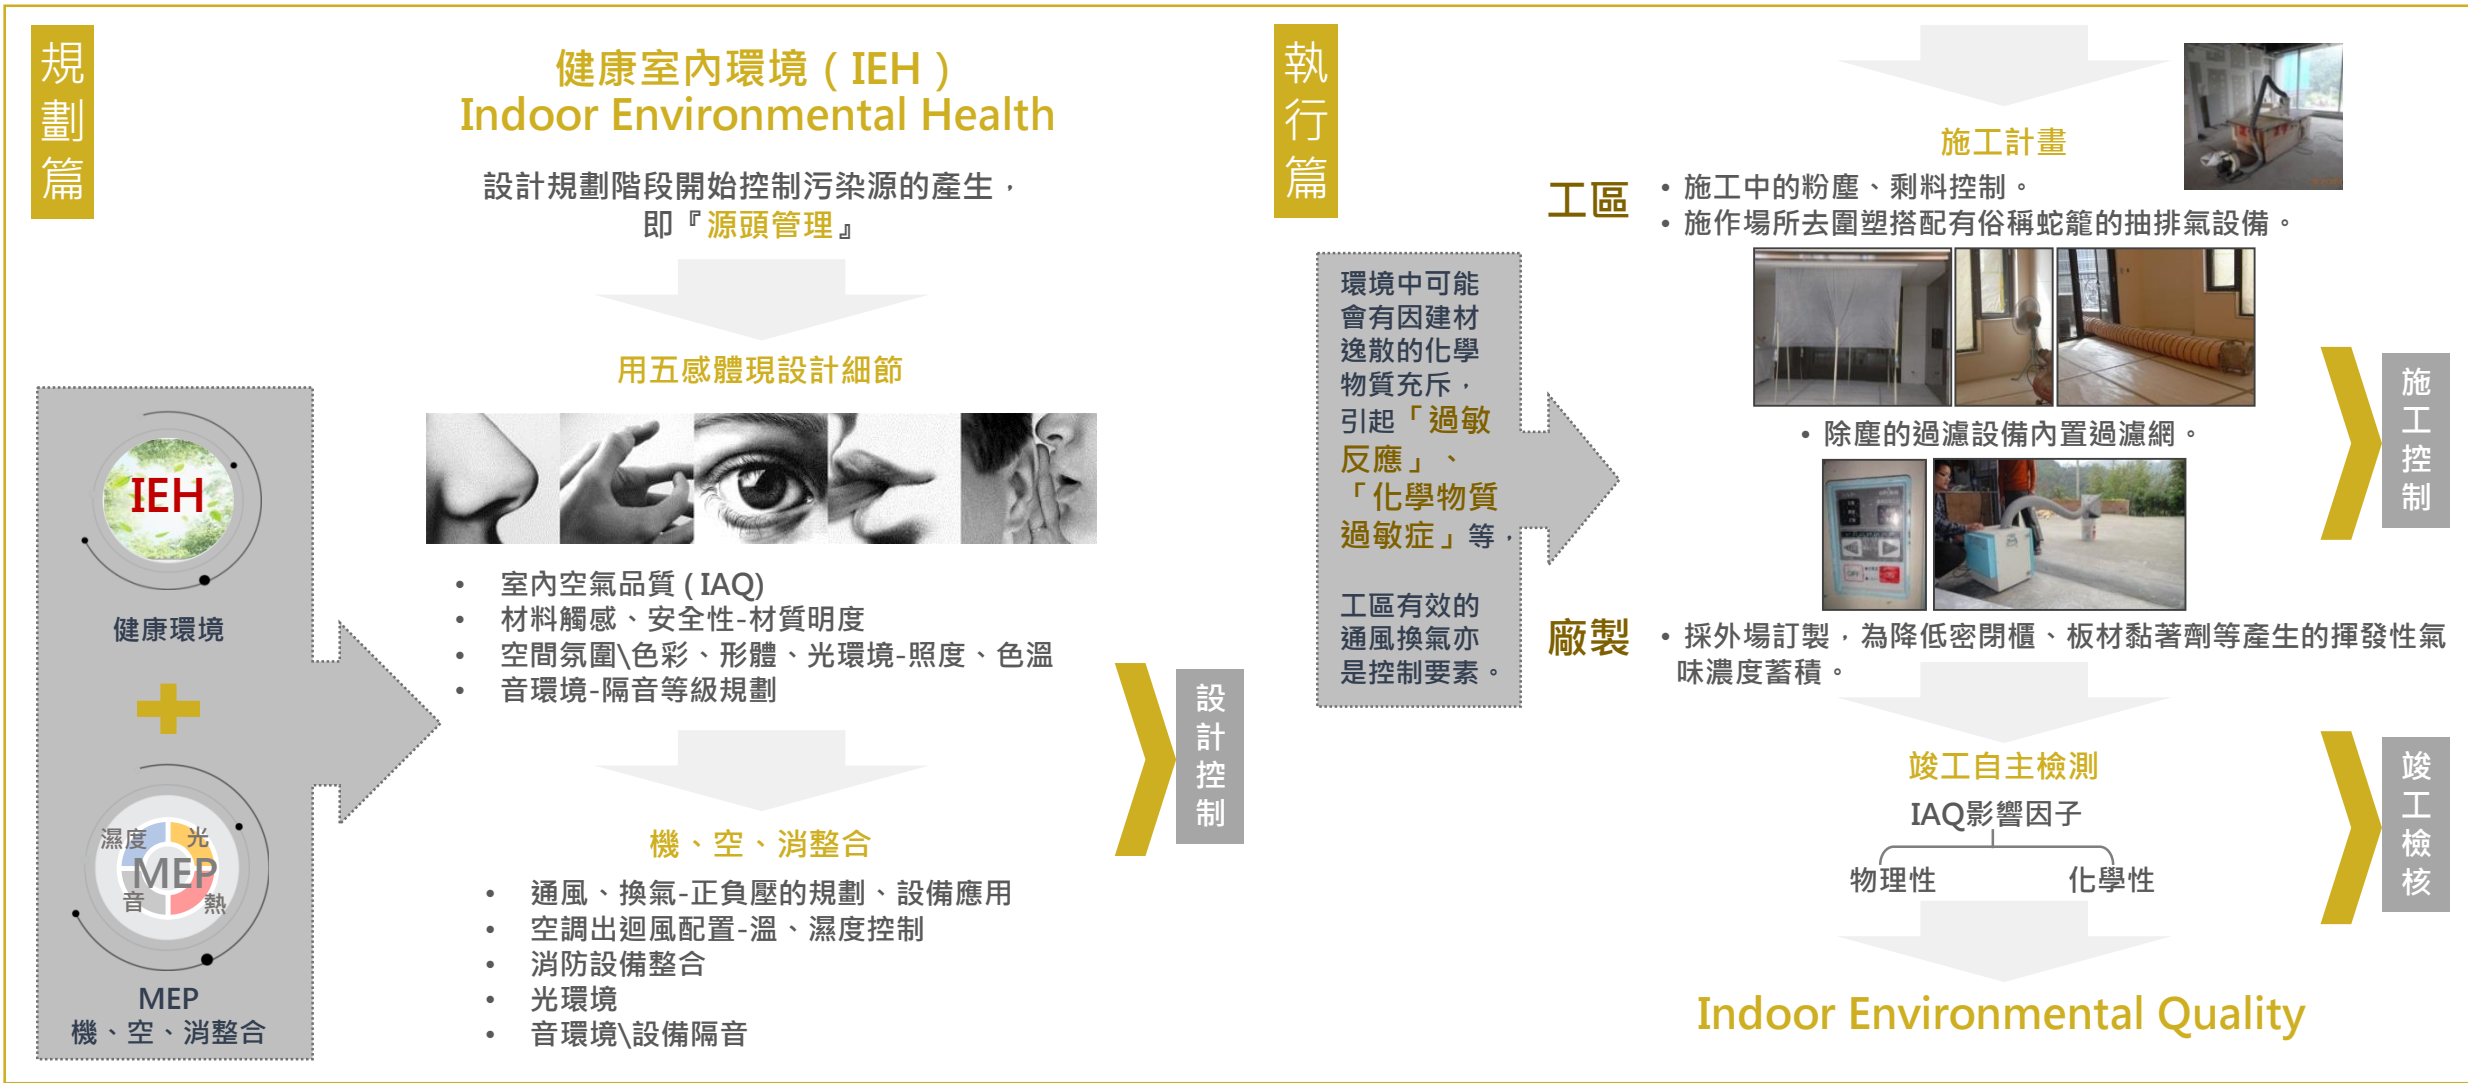 規劃篇
健康室內環境（IEH）
Indoor Environmental Health
設計規劃階段開始控制污染源的產生，
即『源頭管理』
用五感體現設計細節
IEH
健康環境
濕度
光
MEP
音
熱
MEP
機、空、消整合
• 室內空氣品質 ( IAQ)
• 材料觸感、安全性-材質明度
• 空間氛圍\色彩、形體、光環境-照度、色溫
• 音環境-隔音等級規劃
機、空、消整合
• 通風、換氣-正負壓的規劃、設備應用
• 空調出迴風配置-溫、濕度控制
• 消防設備整合
• 光環境
• 音環境\設備隔音
設計控制
執行篇
環境中可能
會有因建材
逸散的化學
物質充斥，
引起「過敏
反應」、
「化學物質
過敏症」等，
工區有效的
通風換氣亦
是控制要素。
施工計畫
工區
• 施工中的粉塵、剩料控制。
• 施作場所去圍塑搭配有俗稱蛇籠的抽排氣設備。
• 除塵的過濾設備內置過濾網。
OFF
廠製
• 採外場訂製，為降低密閉櫃、板材黏著劑等產生的揮發性氣
味濃度蓄積。
施工控制
竣工自主檢測
IAQ影響因子
物理性
化學性
竣工檢核
Indoor Environmental Quality